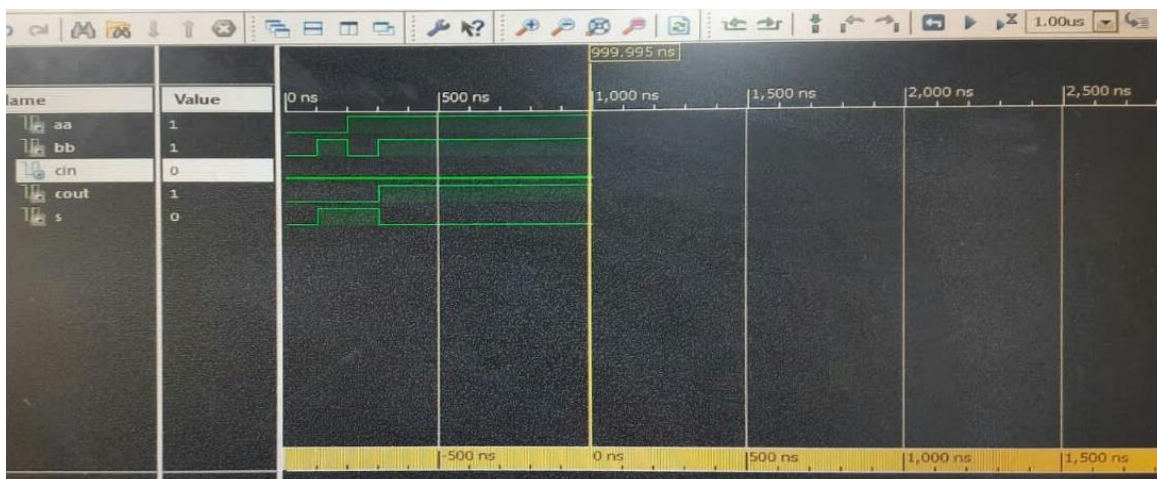 1.00us
999.995 ns
Value
0 ns 500 ns 1,000 ns 1,500 ns 2,000 ns 2,500 ns
aa 1
bb 1
cin 0
cout 1
s 0
-500 ns 0 ns 500 ns 1,000 ns 1,500 ns